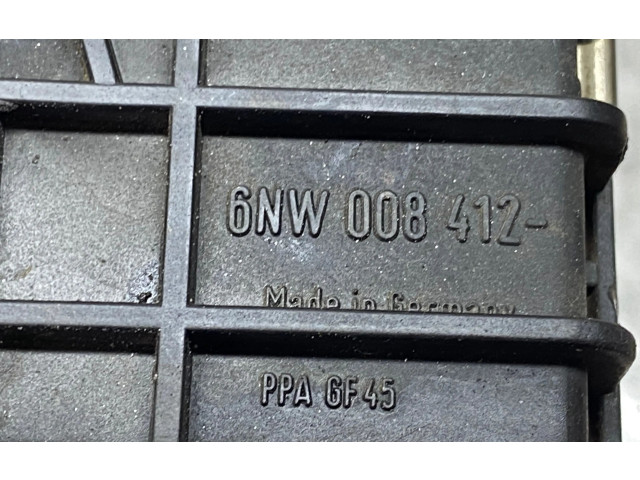 6NW 008 412-
Made in Germany
PPA GF45